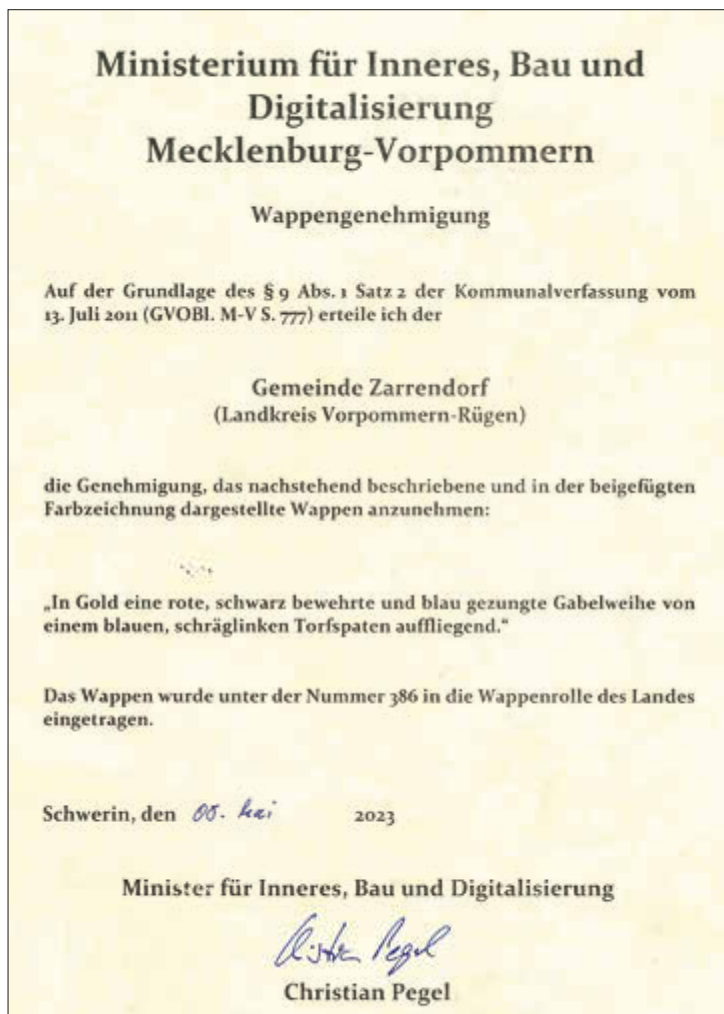 Ministerium für Inneres, Bau und
Digitalisierung
Mecklenburg-Vorpommern
Wappengenehmigung
Auf der Grundlage des § 9 Abs. 1 Satz 2 der Kommunalverfassung vom
13. Juli 2011 (GVOBl. M-V S. 777) erteile ich der
Gemeinde Zarrendorf
(Landkreis Vorpommern-Rügen)
die Genehmigung, das nachstehend beschriebene und in der beigefügten
Farbzeichnung dargestellte Wappen anzunehmen:
„In Gold eine rote, schwarz bewehrte und blau gezungte Gabelweihe von
einem blauen, schräglinken Torfspaten auffliegend.“
Das Wappen wurde unter der Nummer 386 in die Wappenrolle des Landes
eingetragen.
Schwerin, den Mai 2023
Minister für Inneres, Bau und Digitalisierung
Christian Pegel
Christian Pegel